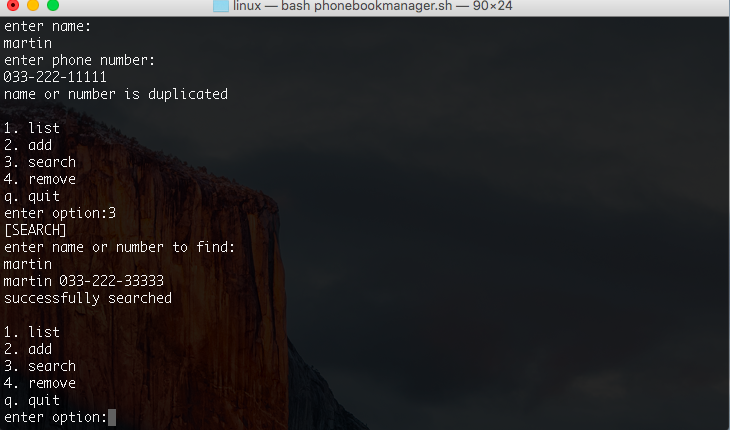 linux — bash phonebookmanager.sh — 90×24
enter name:
martin
enter phone number:
033-222-11111
name or number is duplicated
1. list
2. add
3. search
4. remove
q. quit
enter option:3
[SEARCH]
enter name or number to find:
martin
martin 033-222-33333
successfully searched
1. list
2. add
3. search
4. remove
q. quit
enter option: